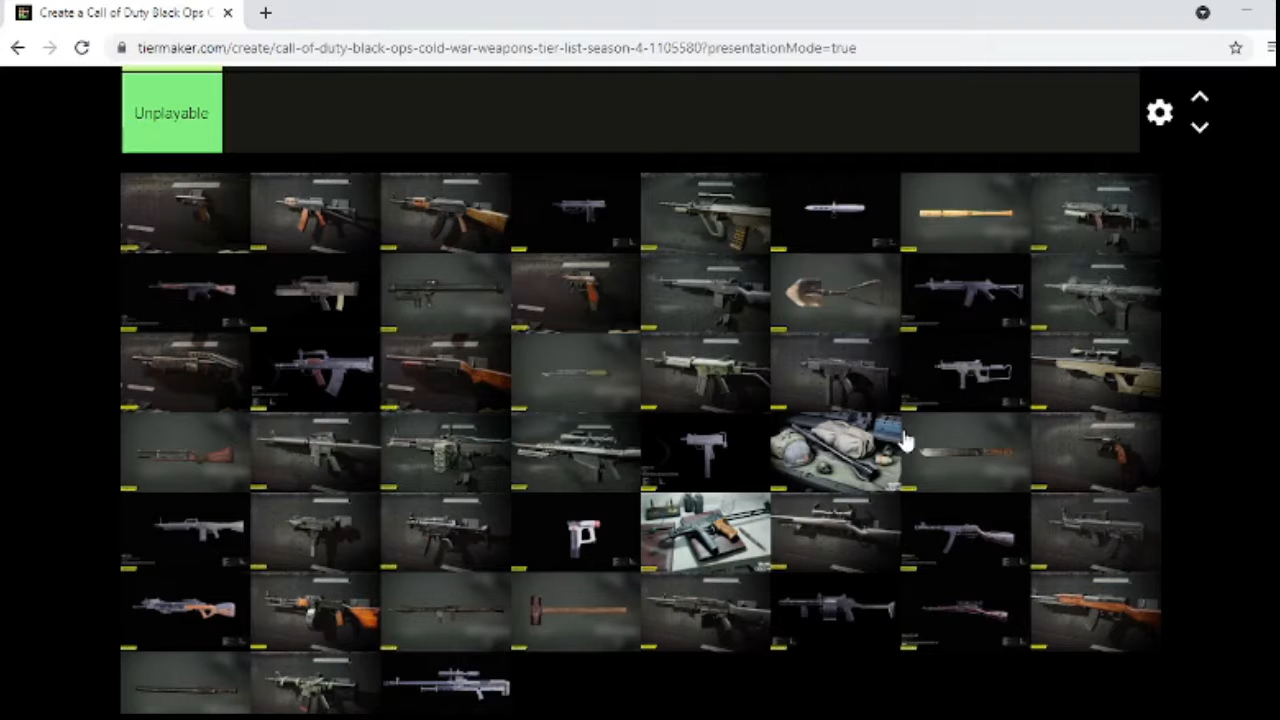 Create a Call of Duty Black Ops C
tiermaker.com/create/call-of-duty-black-ops-cold-war-weapons-tier-list-season-4-1105580?presentationMode=true
Unplayable